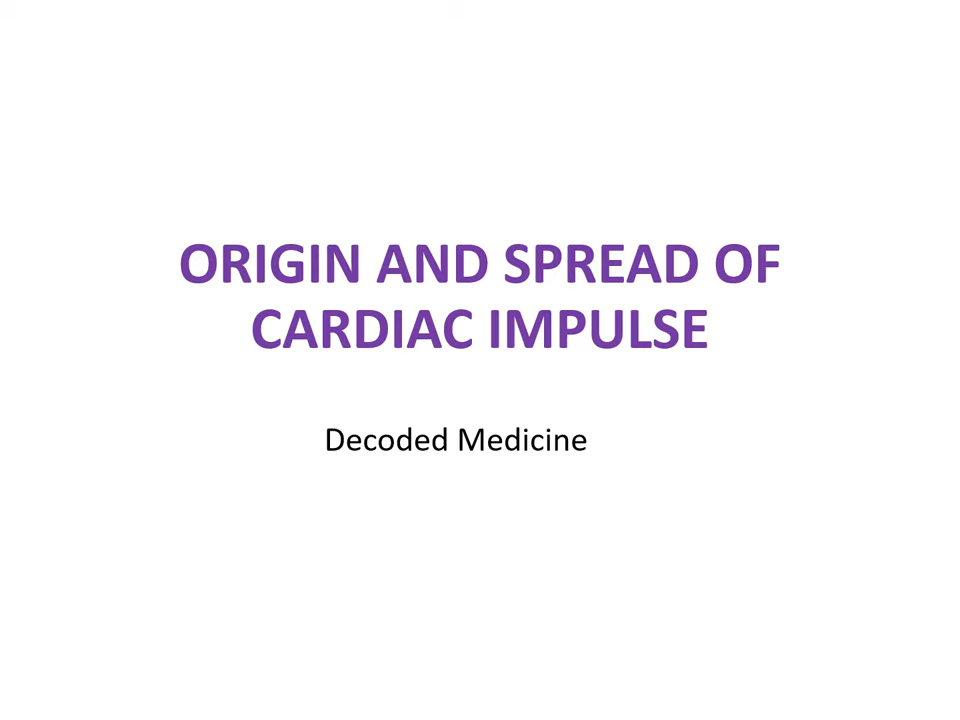 ORIGIN AND SPREAD OF
CARDIAC IMPULSE
Decoded Medicine